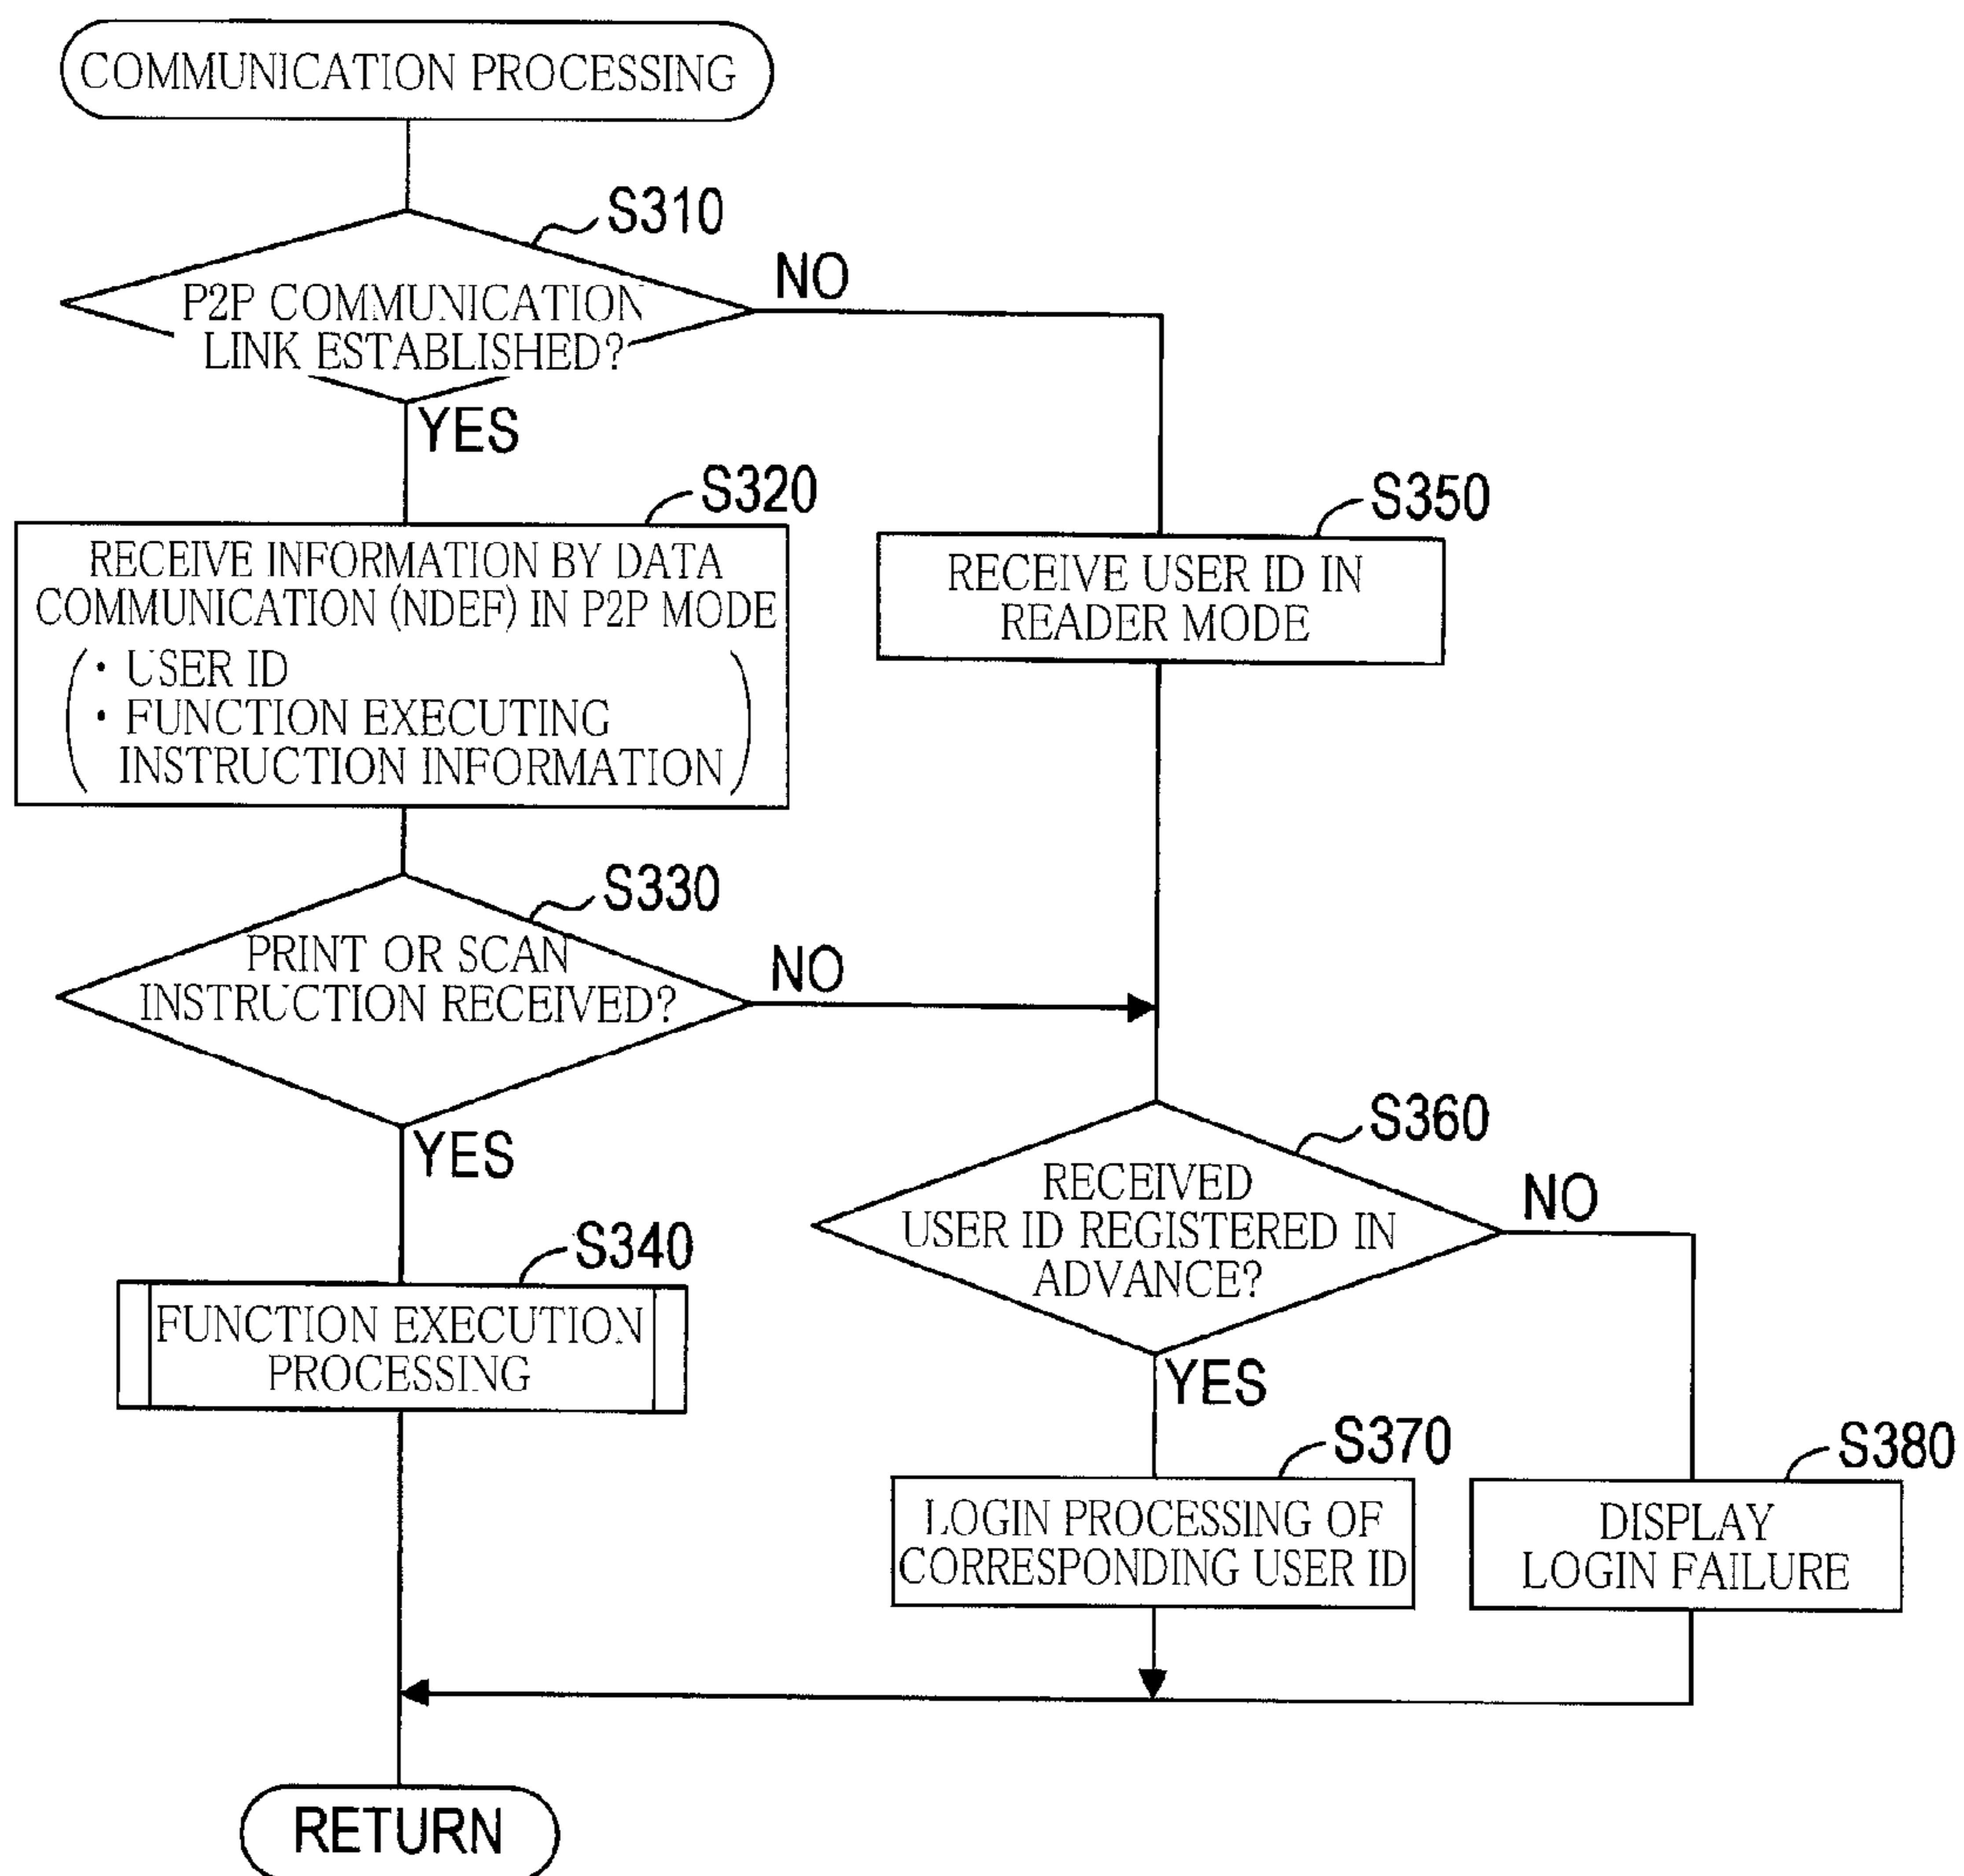 COMMUNICATION PROCESSING
S310
P2P COMMUNICATION
LINK ESTABLISHED?
NO
YES
S320
RECEIVE INFORMATION BY DATA
COMMUNICATION (NDEF) IN P2P MODE
• USER ID
• FUNCTION EXECUTING
INSTRUCTION INFORMATION
S350
RECEIVE USER ID IN
READER MODE
S330
PRINT OR SCAN
INSTRUCTION RECEIVED?
NO
YES
S360
RECEIVED
USER ID REGISTERED IN
ADVANCE?
NO
YES
S340
FUNCTION EXECUTION
PROCESSING
S370
LOGIN PROCESSING OF
CORRESPONDING USER ID
S380
DISPLAY
LOGIN FAILURE
RETURN